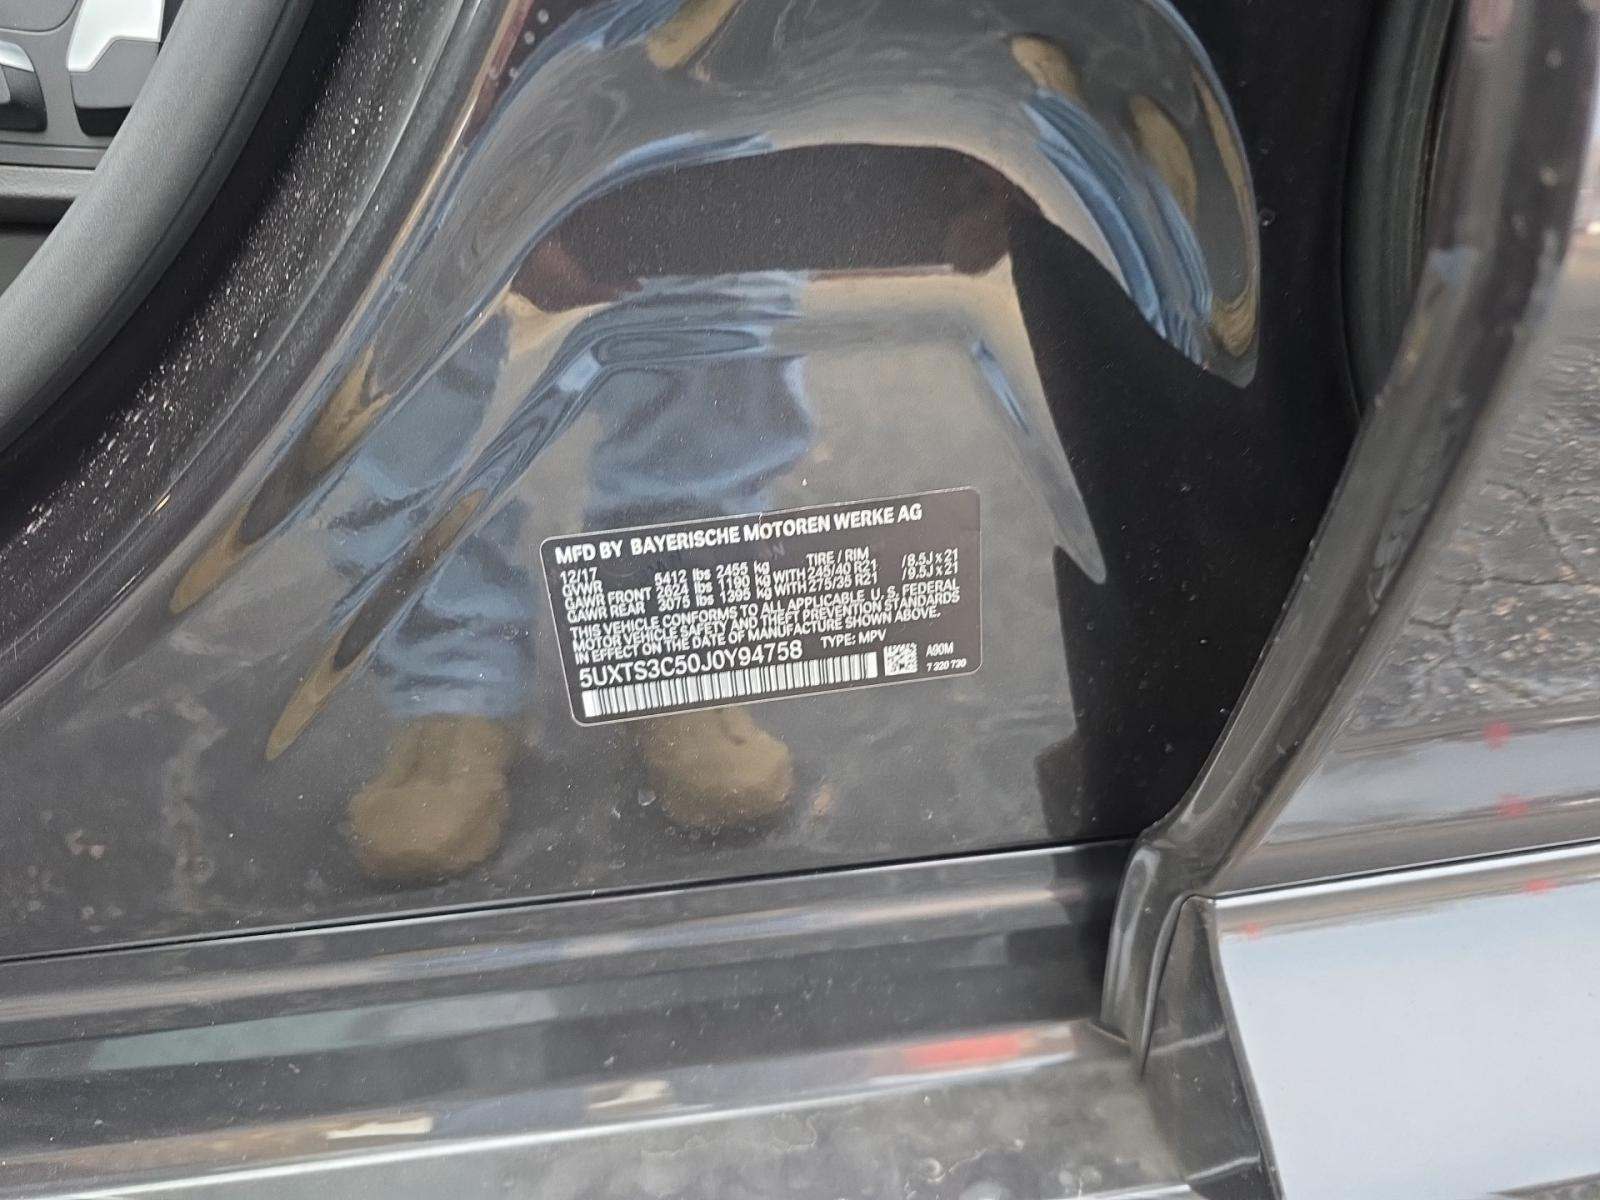 MFD BY BAYERISCHE MOTOREN WERKE AG
12/17 TIRE / RIM
GVWR 5412 lbs 2455 kg
GAWR FRONT 2624 lbs 1190 kg WITH 245/40 R21 /8.5J x 21
GAWR REAR 3075 lbs 1395 kg WITH 275/35 R21 /9.5J x 21
THIS VEHICLE CONFORMS TO ALL APPLICABLE U. S. FEDERAL
MOTOR VEHICLE SAFETY AND THEFT PREVENTION STANDARDS
IN EFFECT ON THE DATE OF MANUFACTURE SHOWN ABOVE.
5UXTS3C50J0Y94758 TYPE: MPV
A90M
7 320 730